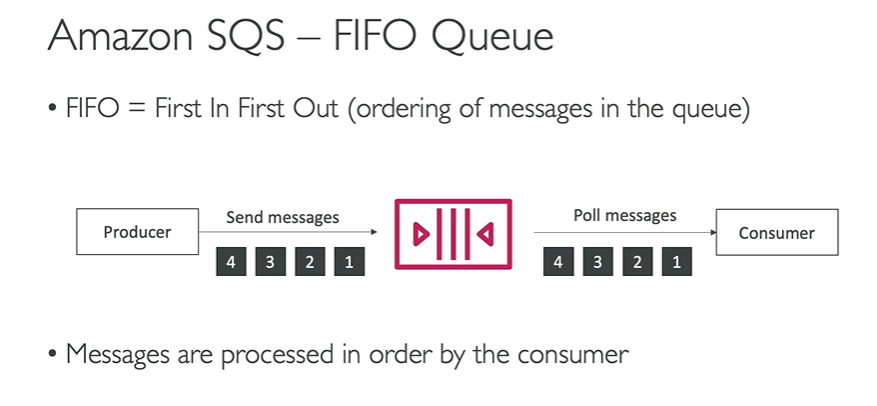 Amazon SQS – FIFO Queue
• FIFO = First In First Out (ordering of messages in the queue)
Producer
Send messages
4 3 2 1
Poll messages
4 3 2 1
Consumer
• Messages are processed in order by the consumer